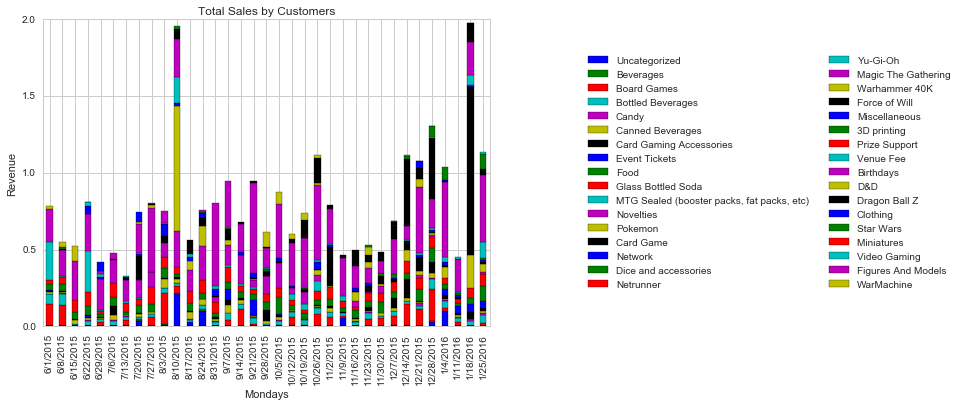 Total Sales by Customers
2.0
1.5
1.0
0.5
0.0
Revenue
6/1/2015
6/8/2015
6/15/2015
6/22/2015
6/29/2015
7/6/2015
7/13/2015
7/20/2015
7/27/2015
8/3/2015
8/10/2015
8/17/2015
8/24/2015
8/31/2015
9/7/2015
9/14/2015
9/21/2015
9/28/2015
10/5/2015
10/12/2015
10/19/2015
10/26/2015
11/2/2015
11/9/2015
11/16/2015
11/23/2015
11/30/2015
12/7/2015
12/14/2015
12/21/2015
12/28/2015
1/4/2016
1/11/2016
1/18/2016
1/25/2016
Mondays
Uncategorized
Beverages
Board Games
Bottled Beverages
Candy
Canned Beverages
Card Gaming Accessories
Event Tickets
Food
Glass Bottled Soda
MTG Sealed (booster packs, fat packs, etc)
Novelties
Pokemon
Card Game
Network
Dice and accessories
Netrunner
Yu-Gi-Oh
Magic The Gathering
Warhammer 40K
Force of Will
Miscellaneous
3D printing
Prize Support
Venue Fee
Birthdays
D&D
Dragon Ball Z
Clothing
Star Wars
Miniatures
Video Gaming
Figures And Models
WarMachine